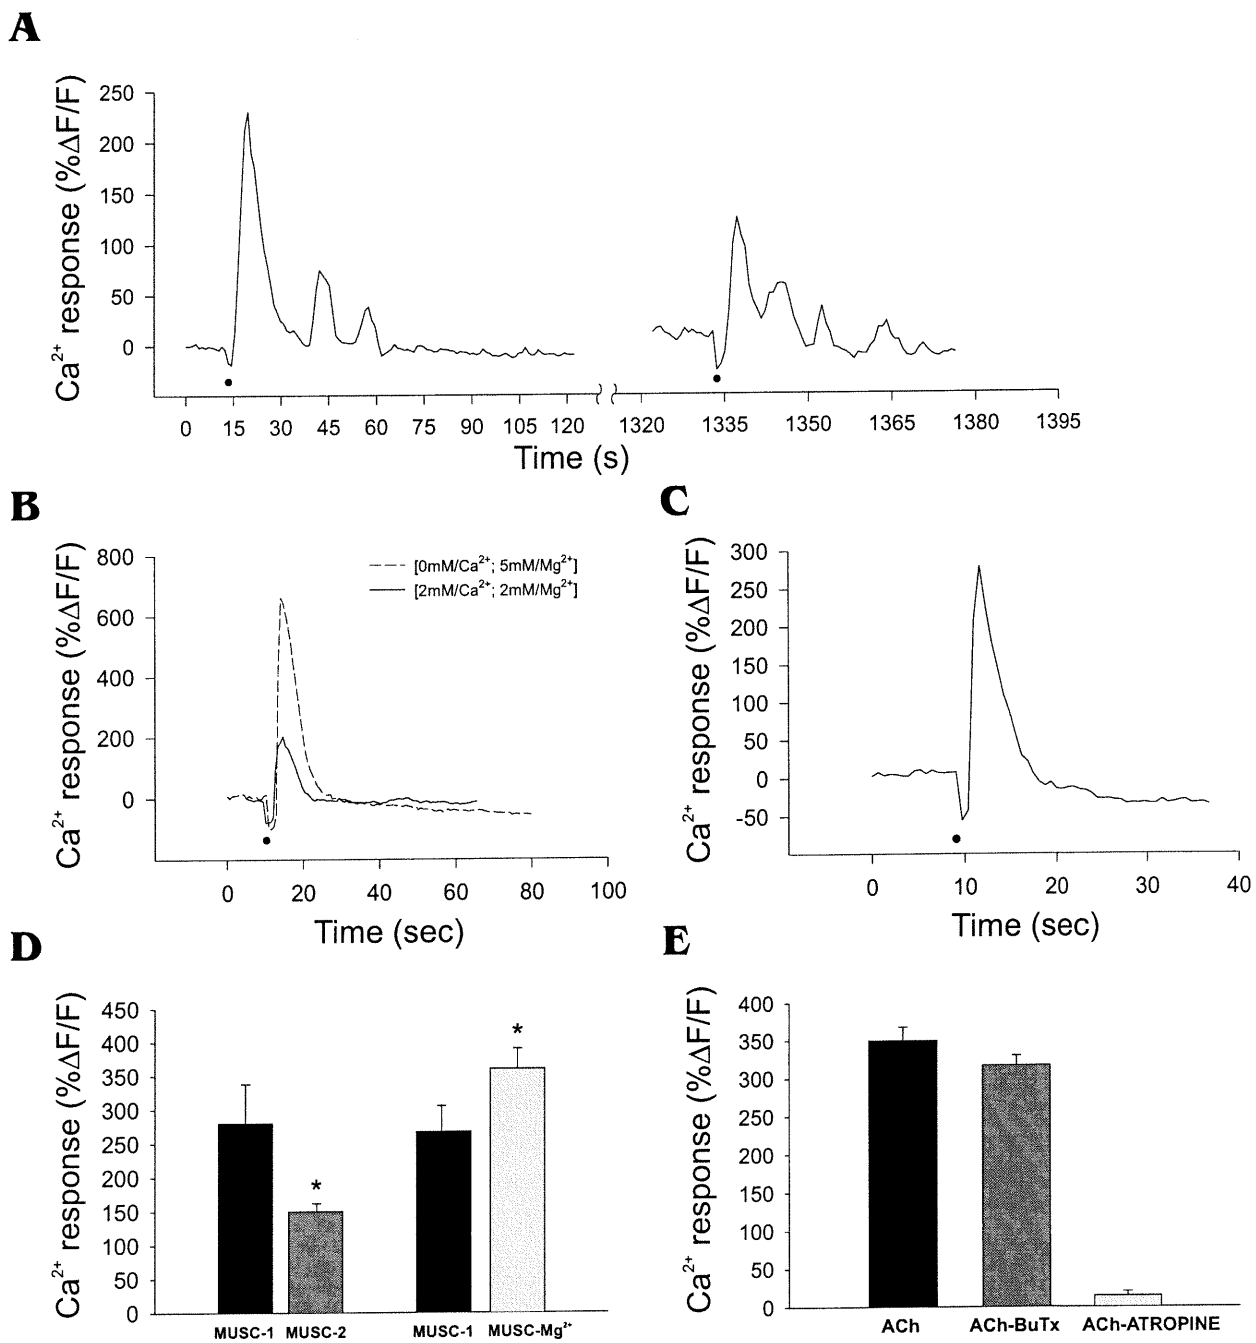 A
Ca²⁺ response (%ΔF/F)
250
200
150
100
50
0
0 15 30 45 60 75 90 105 120 1320 1335 1350 1365 1380 1395
Time (s)
B
Ca²⁺ response (%ΔF/F)
800
600
400
200
0
[0mM/Ca²⁺; 5mM/Mg²⁺]
[2mM/Ca²⁺; 2mM/Mg²⁺]
0 20 40 60 80 100
Time (sec)
C
Ca²⁺ response (%ΔF/F)
300
250
200
150
100
50
0
-50
0 10 20 30 40
Time (sec)
D
Ca²⁺ response (%ΔF/F)
450
400
350
300
250
200
150
100
50
0
* *
MUSC-1 MUSC-2 MUSC-1 MUSC-Mg²⁺
E
Ca²⁺ response (%ΔF/F)
400
350
300
250
200
150
100
50
0
ACh ACh-BuTx ACh-ATROPINE